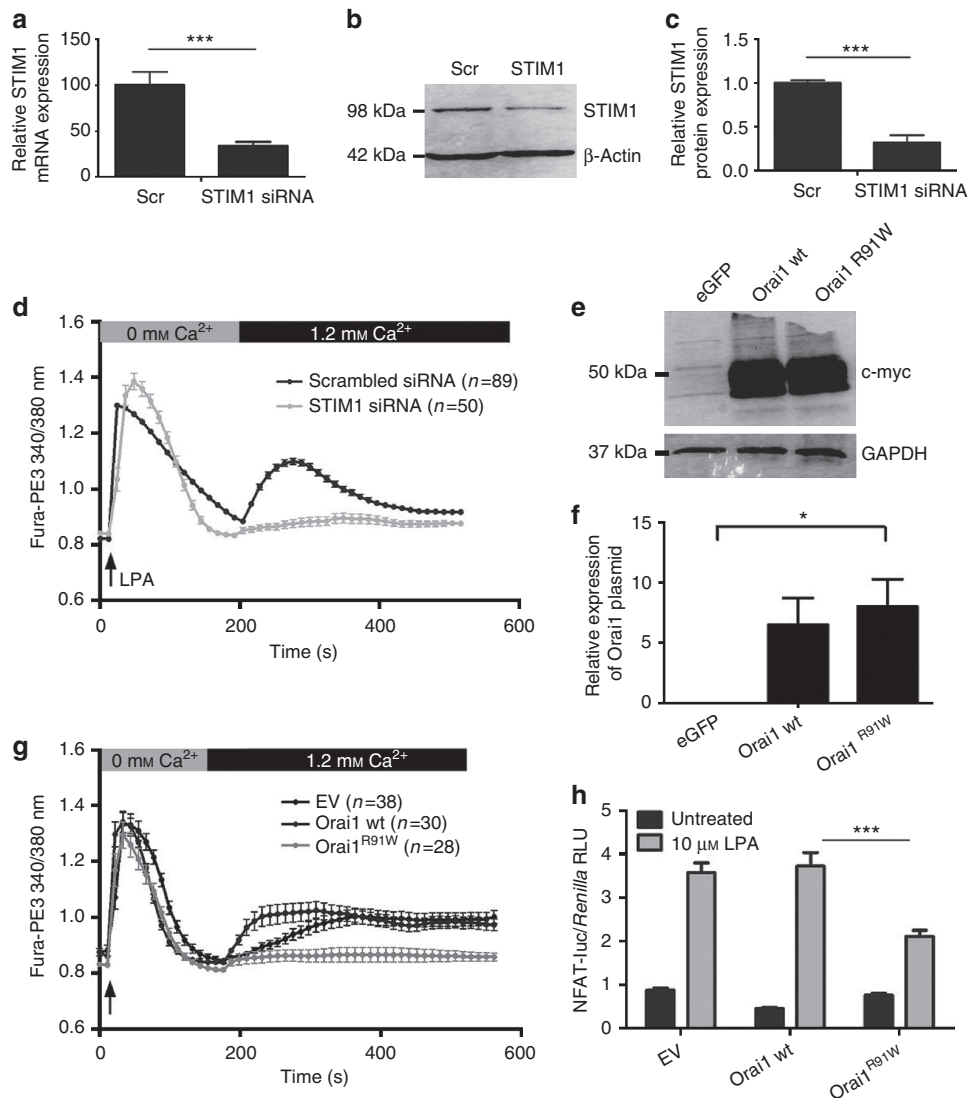 a
Relative STIM1
mRNA expression
125
100
75
50
25
0
***
Scr
STIM1 siRNA
b
Scr
STIM1
98 kDa
STIM1
42 kDa
β-Actin
c
Relative STIM1
protein expression
1.5
1.0
0.5
0.0
***
Scr
STIM1 siRNA
d
Fura-PE3 340/380 nm
1.6
1.4
1.2
1.0
0.8
0.6
0 mM Ca²⁺
1.2 mM Ca²⁺
Scrambled siRNA (n=89)
STIM1 siRNA (n=50)
LPA
0
200
400
600
Time (s)
e
eGFP
Orai1 wt
Orai1 R91W
50 kDa
c-myc
37 kDa
GAPDH
f
Relative expression
of Orai1 plasmid
15
10
5
0
*
eGFP
Orai1 wt
Orai1 R91W
g
Fura-PE3 340/380 nm
1.6
1.4
1.2
1.0
0.8
0.6
0 mM Ca²⁺
1.2 mM Ca²⁺
EV (n=38)
Orai1 wt (n=30)
Orai1R91W (n=28)
0
200
400
600
Time (s)
h
NFAT-luc/Renilla RLU
5
4
3
2
1
0
Untreated
10 μM LPA
***
EV
Orai1 wt
Orai1R91W